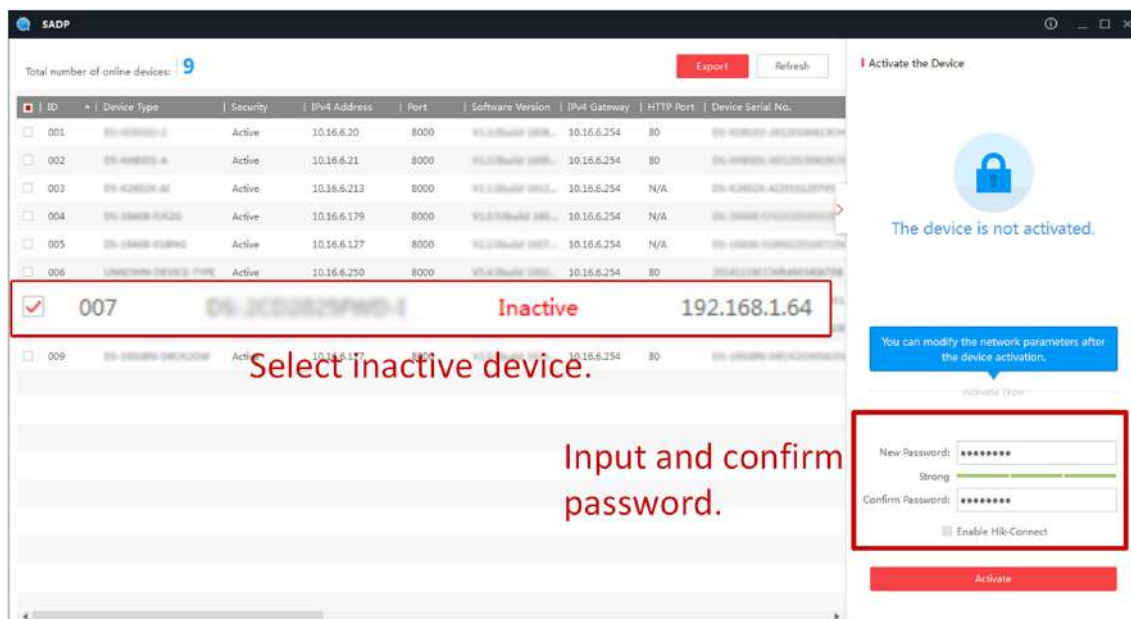 SADP
Total number of online devices: 9
Export
Refresh
ID | Device Type | Security | IPv4 Address | Port | Software Version | IPv4 Gateway | HTTP Port | Device Serial No.
001 Active 10.16.6.20 8000 10.16.6.254 80
002 Active 10.16.6.21 8000 10.16.6.254 80
003 Active 10.16.6.213 8000 10.16.6.254 N/A
004 Active 10.16.6.179 8000 10.16.6.254 N/A
005 Active 10.16.6.127 8000 10.16.6.254 N/A
006 Active 10.16.6.250 8000 10.16.6.254 80
007 Inactive 192.168.1.64
009 Active 8000 10.16.6.254 80
Select inactive device.
Input and confirm
password.
Activate the Device
The device is not activated.
You can modify the network parameters after
the device activation.
Activate Now
New Password:
Strong
Confirm Password:
Enable Hik-Connect
Activate